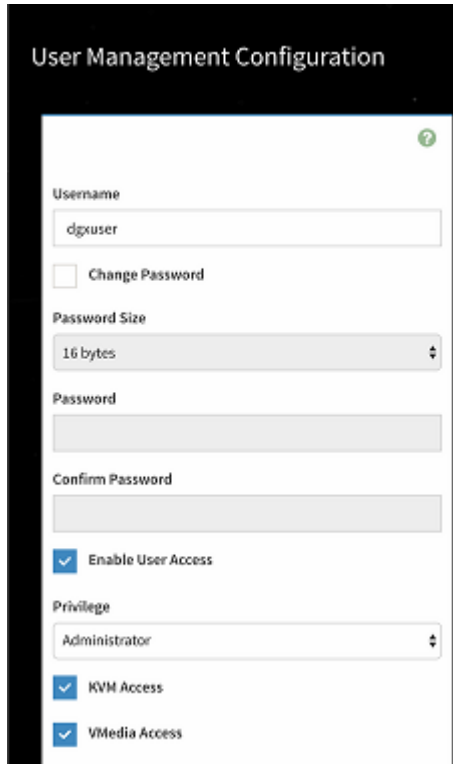 User Management Configuration
?
Username
dgxuser
Change Password
Password Size
16 bytes
Password
Confirm Password
Enable User Access
Privilege
Administrator
KVM Access
VMedia Access